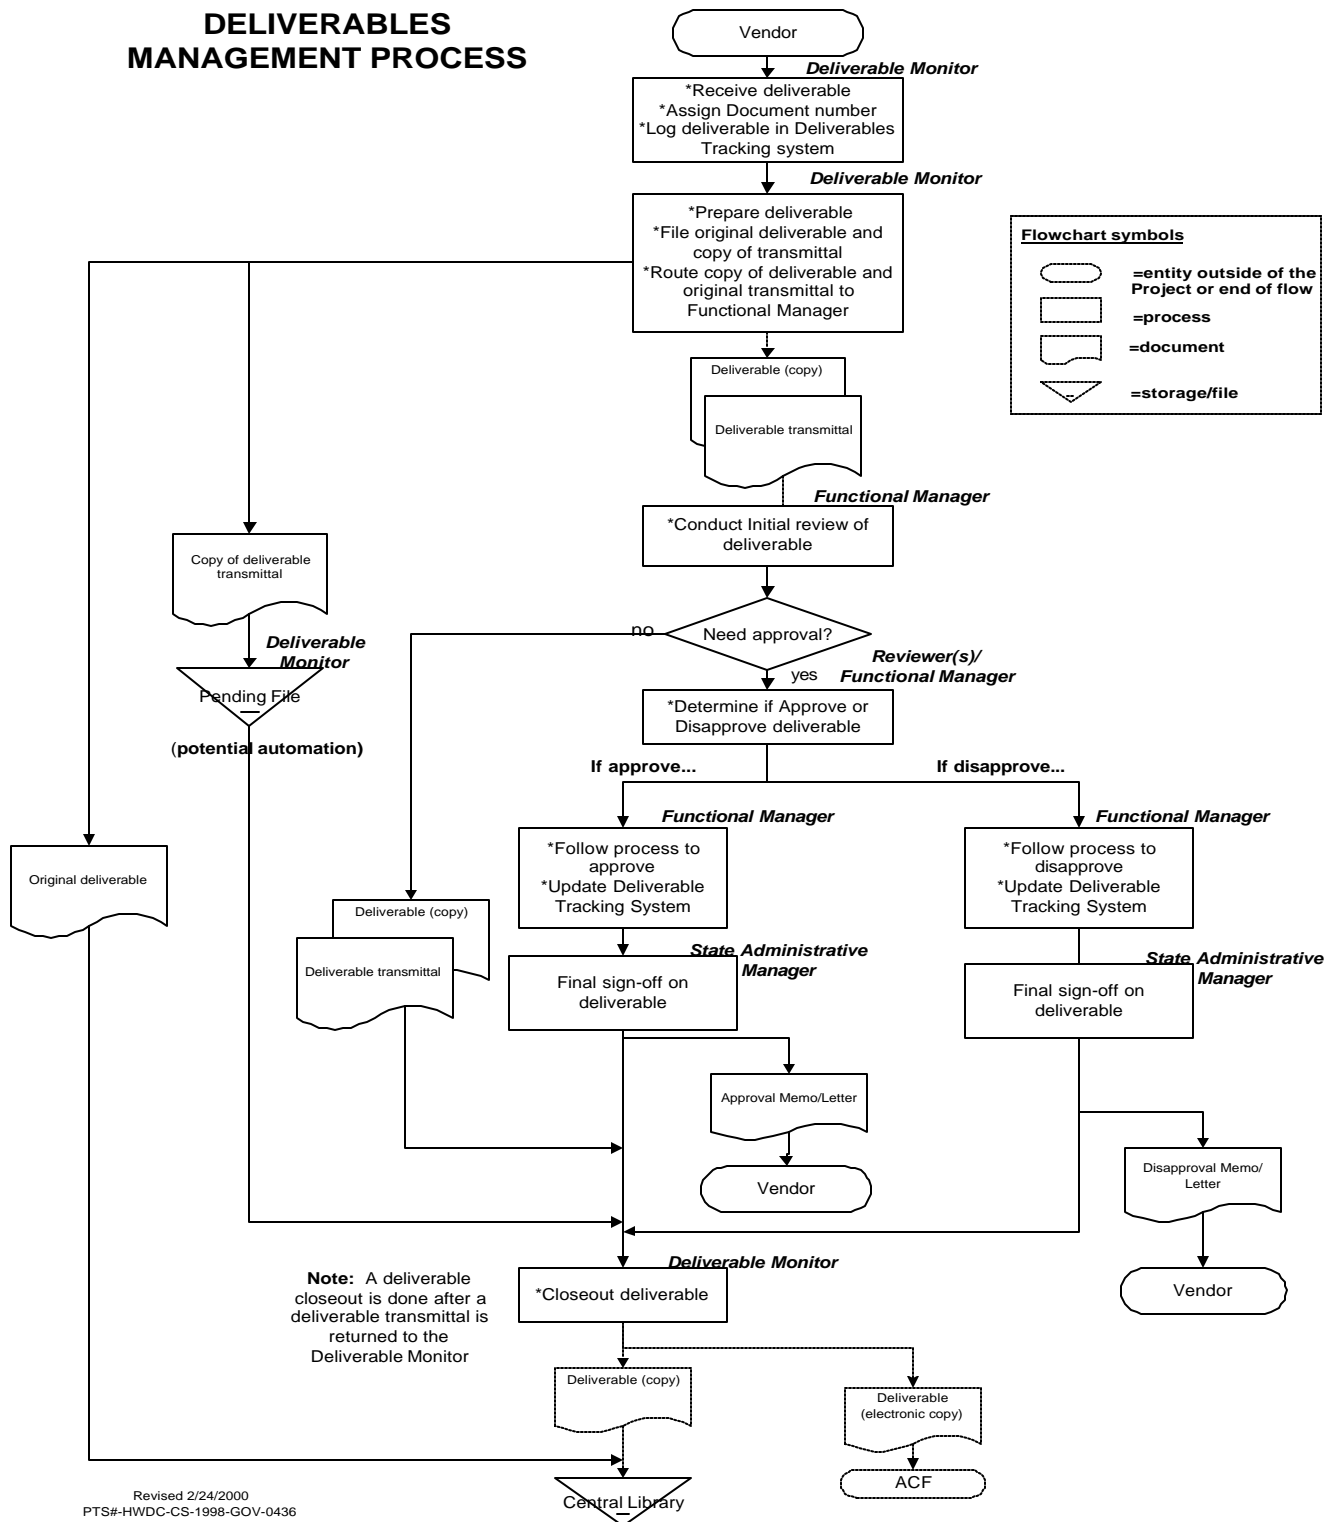 DELIVERABLES
MANAGEMENT PROCESS
Vendor
Deliverable Monitor
*Receive deliverable
*Assign Document number
*Log deliverable in Deliverables
Tracking system
Deliverable Monitor
*Prepare deliverable
*File original deliverable and
copy of transmittal
*Route copy of deliverable and
original transmittal to
Functional Manager
Flowchart symbols
=entity outside of the
Project or end of flow
=process
=document
=storage/file
Deliverable (copy)
Deliverable transmittal
Functional Manager
*Conduct Initial review of
deliverable
Copy of deliverable
transmittal
Deliverable
Monitor
Pending File
(potential automation)
no
Need approval?
yes
Reviewer(s)/
Functional Manager
*Determine if Approve or
Disapprove deliverable
If approve...
If disapprove...
Functional Manager
*Follow process to
approve
*Update Deliverable
Tracking System
Functional Manager
*Follow process to
disapprove
*Update Deliverable
Tracking System
Original deliverable
Deliverable (copy)
Deliverable transmittal
State Administrative
Manager
Final sign-off on
deliverable
State Administrative
Manager
Final sign-off on
deliverable
Approval Memo/Letter
Vendor
Disapproval Memo/
Letter
Vendor
Deliverable Monitor
*Closeout deliverable
Note: A deliverable
closeout is done after a
deliverable transmittal is
returned to the
Deliverable Monitor
Deliverable (copy)
Deliverable
(electronic copy)
ACF
Central Library
Revised 2/24/2000
PTS#-HWDC-CS-1998-GOV-0436